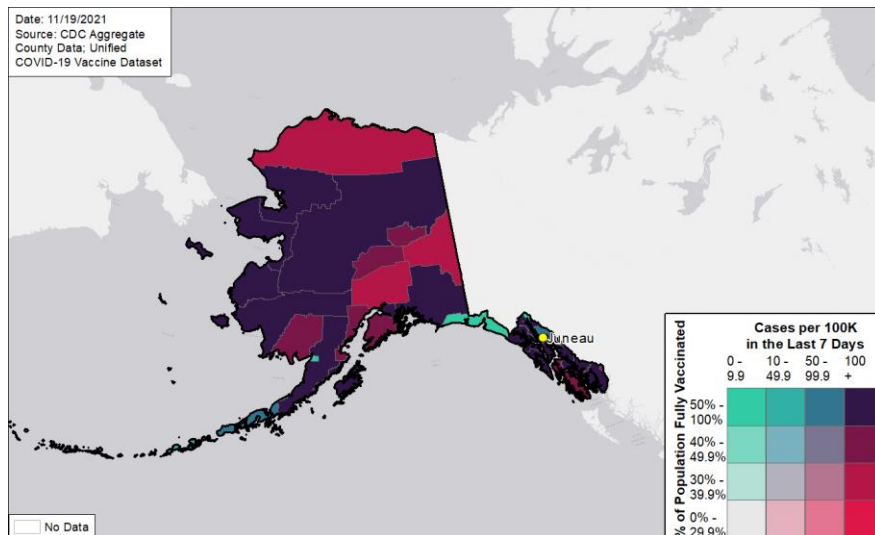 Date: 11/19/2021
Source: CDC Aggregate
County Data; Unified
COVID-19 Vaccine Dataset
Juneau
Cases per 100K
in the Last 7 Days
0 - 9.9
10 - 49.9
50 - 99.9
100 +
% of Population Fully Vaccinated
50% - 100%
40% - 49.9%
30% - 39.9%
0% - 29.9%
No Data